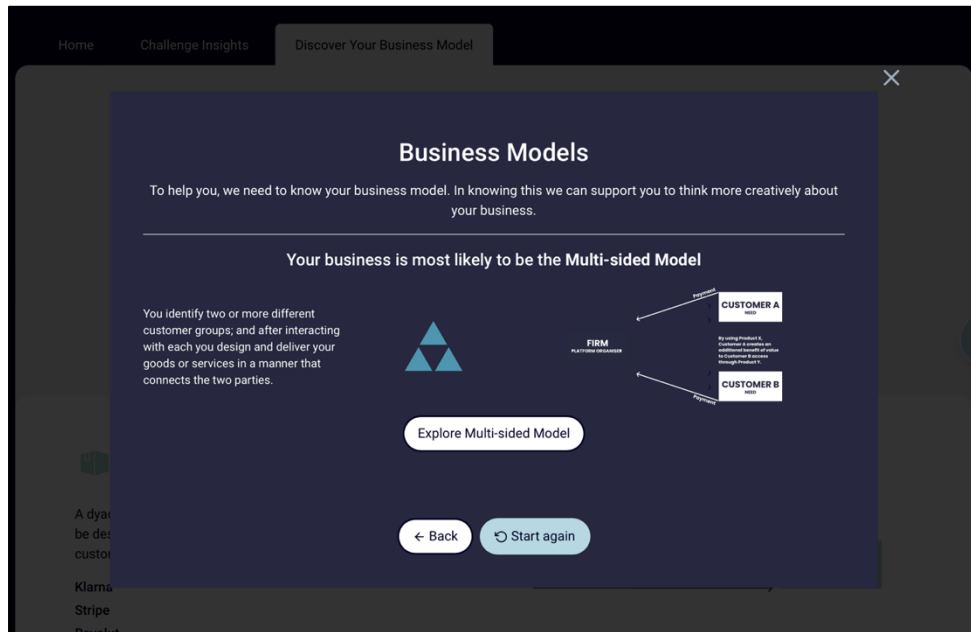 Home Challenge Insights Discover Your Business Model
Business Models
To help you, we need to know your business model. In knowing this we can support you to think more creatively about
your business.
Your business is most likely to be the Multi-sided Model
You identify two or more different
customer groups; and after interacting
with each you design and deliver your
goods or services in a manner that
connects the two parties.
FIRM
PLATFORM ORGANISER
Payment
CUSTOMER A
NEED
By using Product X,
Customer A creates an
additional benefit of value
to Customer B access
through Product Y.
CUSTOMER B
NEED
Payment
Explore Multi-sided Model
← Back Start again
A dya
be des
custo
Klarna
Stripe